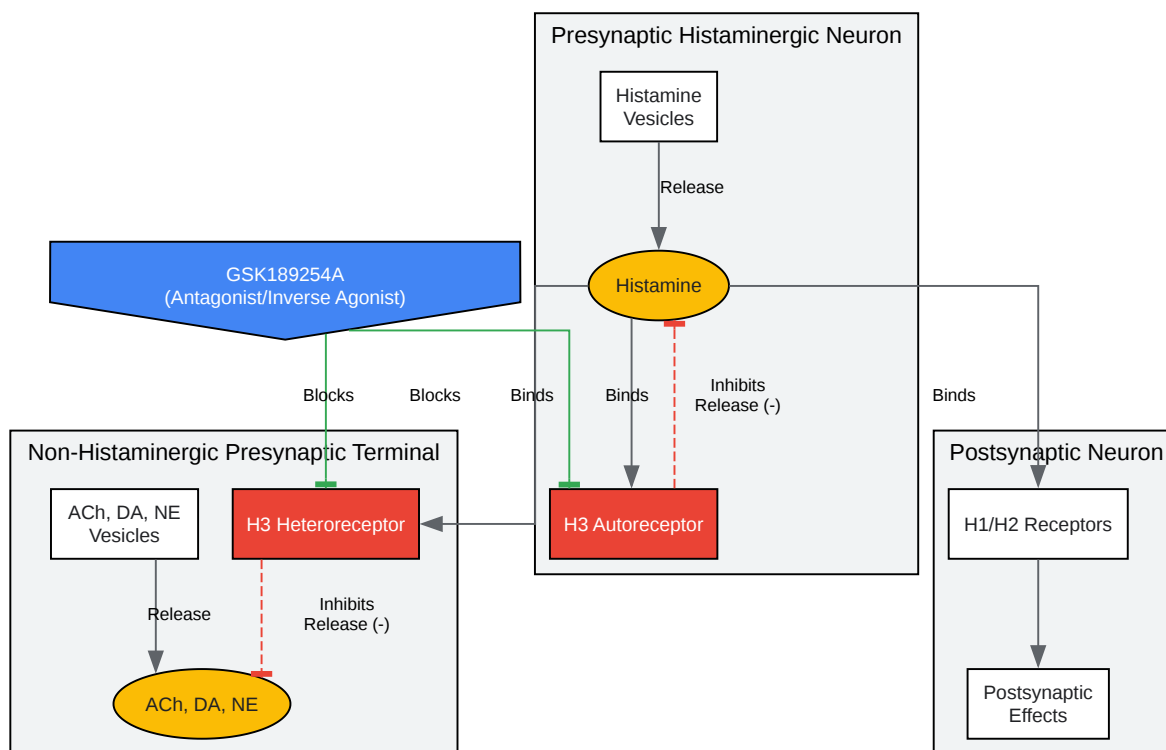 Presynaptic Histaminergic Neuron
Histamine
Vesicles
Release
GSK189254A
(Antagonist/Inverse Agonist)
Histamine
Blocks
Blocks
Binds
Binds
Inhibits
Release (-)
Binds
Non-Histaminergic Presynaptic Terminal
Postsynaptic Neuron
ACh, DA, NE
Vesicles
H3 Heteroreceptor
H3 Autoreceptor
H1/H2 Receptors
Release
Inhibits
Release (-)
ACh, DA, NE
Postsynaptic
Effects